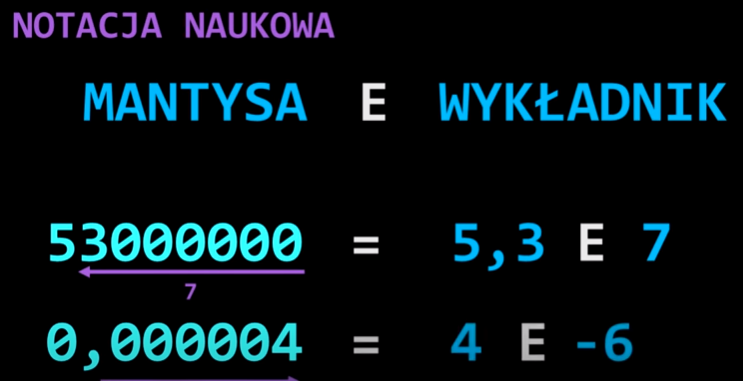 NOTACJA NAUKOWA
MANTYSA E WYKŁADNIK
53000000 = 5,3 E 7
7
0,000004 = 4 E -6